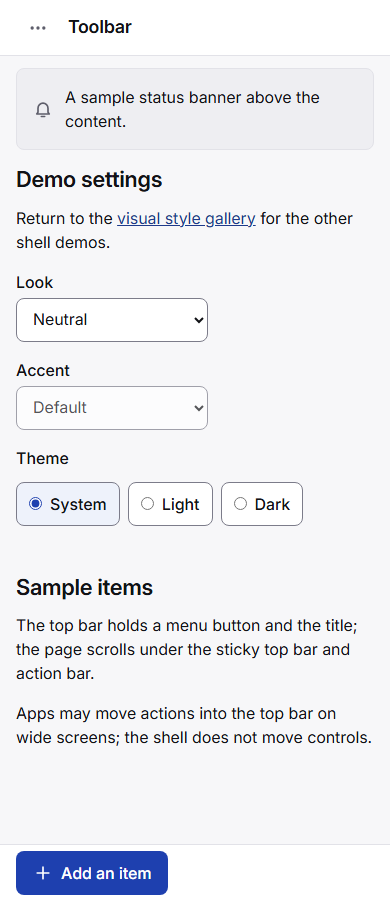 Toolbar
A sample status banner above the
content.
Demo settings
Return to the visual style gallery for the other
shell demos.
Look
Neutral
Accent
Default
Theme
System Light Dark
Sample items
The top bar holds a menu button and the title;
the page scrolls under the sticky top bar and
action bar.
Apps may move actions into the top bar on
wide screens; the shell does not move controls.
Add an item